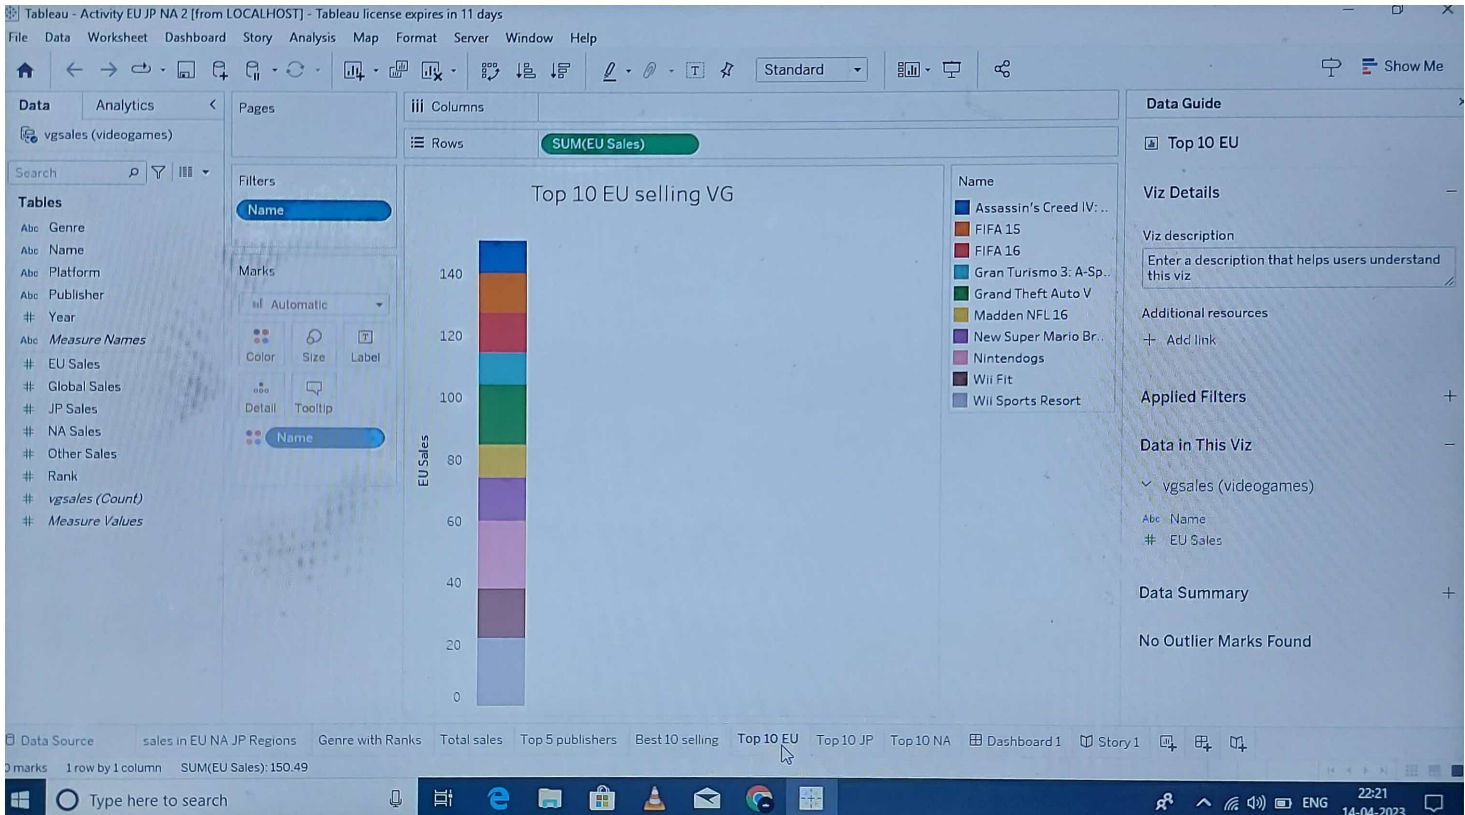 Tableau - Activity EU JP NA 2 [from LOCALHOST] - Tableau license expires in 11 days
File Data Worksheet Dashboard Story Analysis Map Format Server Window Help
Standard
Show Me
Data Analytics
vgsales (videogames)
Search
Tables
Abc Genre
Abc Name
Abc Platform
Abc Publisher
# Year
Abc Measure Names
# EU Sales
# Global Sales
# JP Sales
# NA Sales
# Other Sales
# Rank
# vgsales (Count)
# Measure Values
Pages
Filters
Name
Marks
Automatic
Color Size Label
Detail Tooltip
Name
Columns
Rows SUM(EU Sales)
Top 10 EU selling VG
EU Sales
140
120
100
80
60
40
20
0
Name
Assassin's Creed IV: ..
FIFA 15
FIFA 16
Gran Turismo 3: A-Sp..
Grand Theft Auto V
Madden NFL 16
New Super Mario Br..
Nintendogs
Wii Fit
Wii Sports Resort
Data Guide
Top 10 EU
Viz Details
Viz description
Enter a description that helps users understand
this viz
Additional resources
+ Add link
Applied Filters
Data in This Viz
vgsales (videogames)
Abc Name
# EU Sales
Data Summary
No Outlier Marks Found
Data Source sales in EU NA JP Regions Genre with Ranks Total sales Top 5 publishers Best 10 selling Top 10 EU Top 10 JP Top 10 NA Dashboard 1 Story 1
marks 1 row by 1 column SUM(EU Sales): 150.49
Type here to search
ENG
22:21
14-04-2023